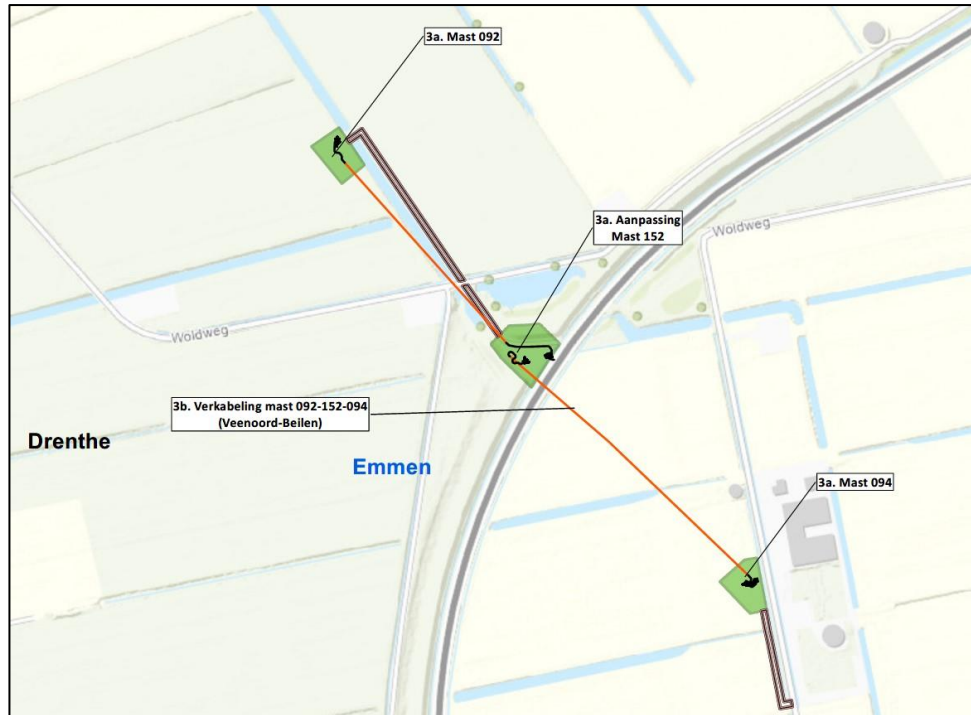 3a. Mast 092
3a. Aanpassing
Mast 152
Woldweg
Woldweg
3b. Verkabeling mast 092-152-094
(Veenoord-Beilen)
Drenthe
Emmen
3a. Mast 094